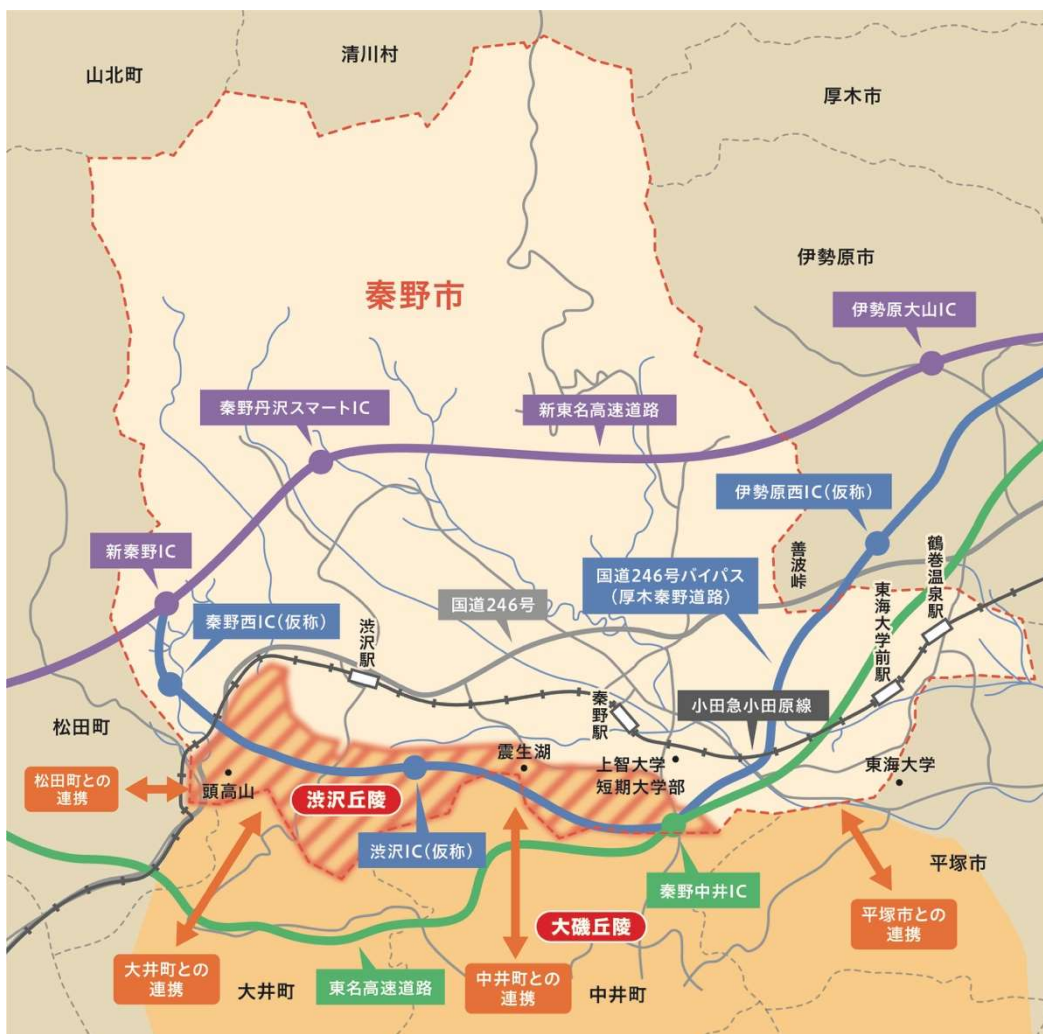 清川村
山北町
厚木市
伊勢原市
秦野市
伊勢原大山IC
秦野丹沢スマートIC
新東名高速道路
伊勢原西IC(仮称)
新秦野IC
善波峠
鶴巻温泉駅
国道246号バイパス
(厚木秦野道路)
国道246号
東海大学前駅
秦野西IC(仮称)
渋沢駅
秦野駅
小田急小田原線
松田町
震生湖
上智大学
短期大学部
東海大学
松田町との
連携
頭高山
渋沢丘陵
渋沢IC(仮称)
秦野中井IC
平塚市
大磯丘陵
平塚市との
連携
大井町との
連携
大井町
東名高速道路
中井町との
連携
中井町